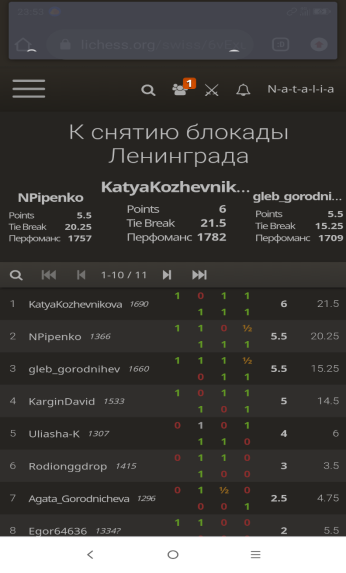 lichess.org/swiss/
1
N-a-t-a-l-i-a
К снятию блокады
Ленинграда
NPipenko
Points 5.5
Tie Break 20.25
Перфоманс 1757
KatyaKozhevnik...
Points 6
Tie Break 21.5
Перфоманс 1782
gleb_gorodni...
Points 5.5
Tie Break 15.25
Перфоманс 1709
1-10 / 11
1 KatyaKozhevnikova 1690 1 0 1 1 6 21.5
1 1 1
2 NPipenko 1366 1 1 0 ½ 5.5 20.25
1 1 1
3 gleb_gorodnihev 1660 1 1 1 ½ 5.5 15.25
0 1 1
4 KarginDavid 1533 1 0 1 1 5 14.5
1 0 1
5 Uliasha-K 1307 0 1 0 1 4 6
1 1 0
6 Rodionggdrop 1415 0 1 1 0 3 3.5
1 0 0
7 Agata_Gorodnicheva 1296 0 1 ½ 0 2.5 4.75
0 0 1
8 Egor64636 1334? 1 1 0 0 2 5.5